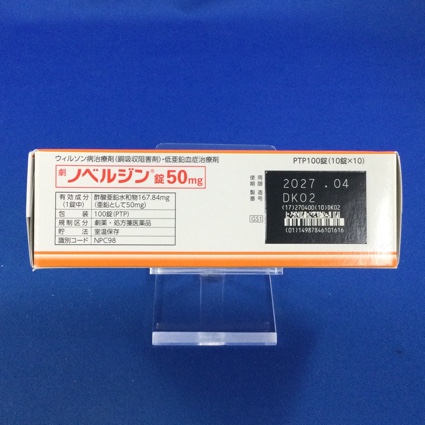 ウィルソン病治療剤(銅吸収阻害剤)・低亜鉛血症治療剤
PTP100錠(10錠×10)
劇 ノベルジン®錠50mg
有効成分(1錠中) 酢酸亜鉛水和物167.84mg(亜鉛として50mg)
包装 100錠(PTP)
規制区分 劇薬・処方箋医薬品
貯法 室温保存
識別コード NPC98
使用期限 2027.04
製造番号 DK02
(17)270400(10)DK02
GS1
(01)14987846101616